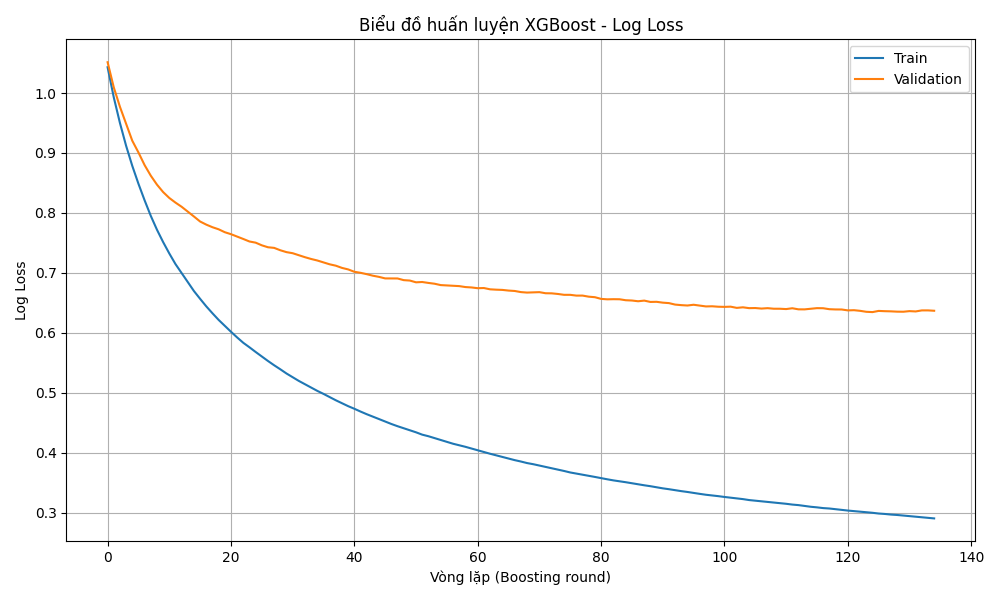 Biểu đồ huấn luyện XGBoost - Log Loss
Train
Validation
Log Loss
1.0
0.9
0.8
0.7
0.6
0.5
0.4
0.3
0 20 40 60 80 100 120 140
Vòng lặp (Boosting round)